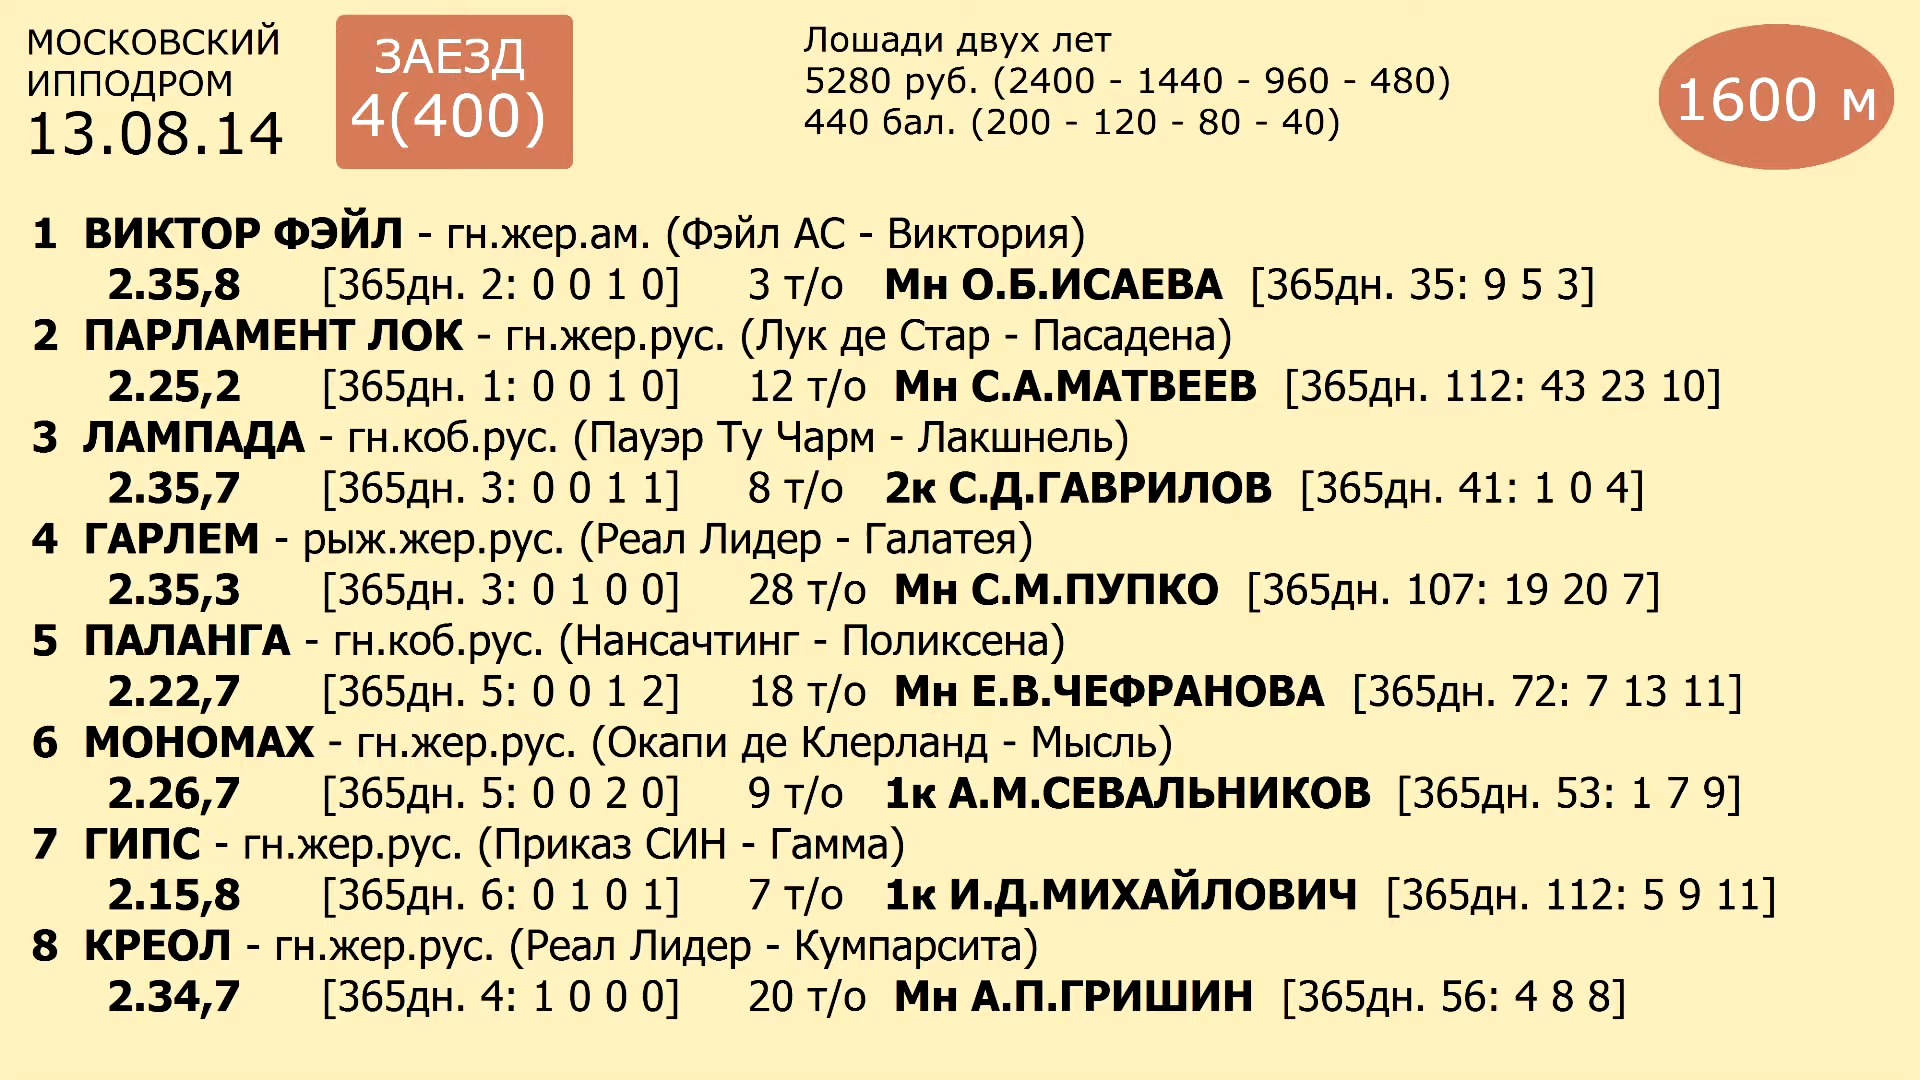 МОСКОВСКИЙ
ИППОДРОМ
13.08.14
ЗАЕЗД
4(400)
Лошади двух лет
5280 руб. (2400 - 1440 - 960 - 480)
440 бал. (200 - 120 - 80 - 40)
1600 м
1 ВИКТОР ФЭЙЛ - гн.жер.ам. (Фэйл АС - Виктория)
2.35,8 [365дн. 2: 0 0 1 0] 3 т/о Мн О.Б.ИСАЕВА [365дн. 35: 9 5 3]
2 ПАРЛАМЕНТ ЛОК - гн.жер.рус. (Лук де Стар - Пасадена)
2.25,2 [365дн. 1: 0 0 1 0] 12 т/о Мн С.А.МАТВЕЕВ [365дн. 112: 43 23 10]
3 ЛАМПАДА - гн.коб.рус. (Пауэр Ту Чарм - Лакшнель)
2.35,7 [365дн. 3: 0 0 1 1] 8 т/о 2к С.Д.ГАВРИЛОВ [365дн. 41: 1 0 4]
4 ГАРЛЕМ - рыж.жер.рус. (Реал Лидер - Галатея)
2.35,3 [365дн. 3: 0 1 0 0] 28 т/о Мн С.М.ПУПКО [365дн. 107: 19 20 7]
5 ПАЛАНГА - гн.коб.рус. (Нансачтинг - Поликсена)
2.22,7 [365дн. 5: 0 0 1 2] 18 т/о Мн Е.В.ЧЕФРАНОВА [365дн. 72: 7 13 11]
6 МОНОМАХ - гн.жер.рус. (Окапи де Клерланд - Мысль)
2.26,7 [365дн. 5: 0 0 2 0] 9 т/о 1к А.М.СЕВАЛЬНИКОВ [365дн. 53: 1 7 9]
7 ГИПС - гн.жер.рус. (Приказ СИН - Гамма)
2.15,8 [365дн. 6: 0 1 0 1] 7 т/о 1к И.Д.МИХАЙЛОВИЧ [365дн. 112: 5 9 11]
8 КРЕОЛ - гн.жер.рус. (Реал Лидер - Кумпарсита)
2.34,7 [365дн. 4: 1 0 0 0] 20 т/о Мн А.П.ГРИШИН [365дн. 56: 4 8 8]